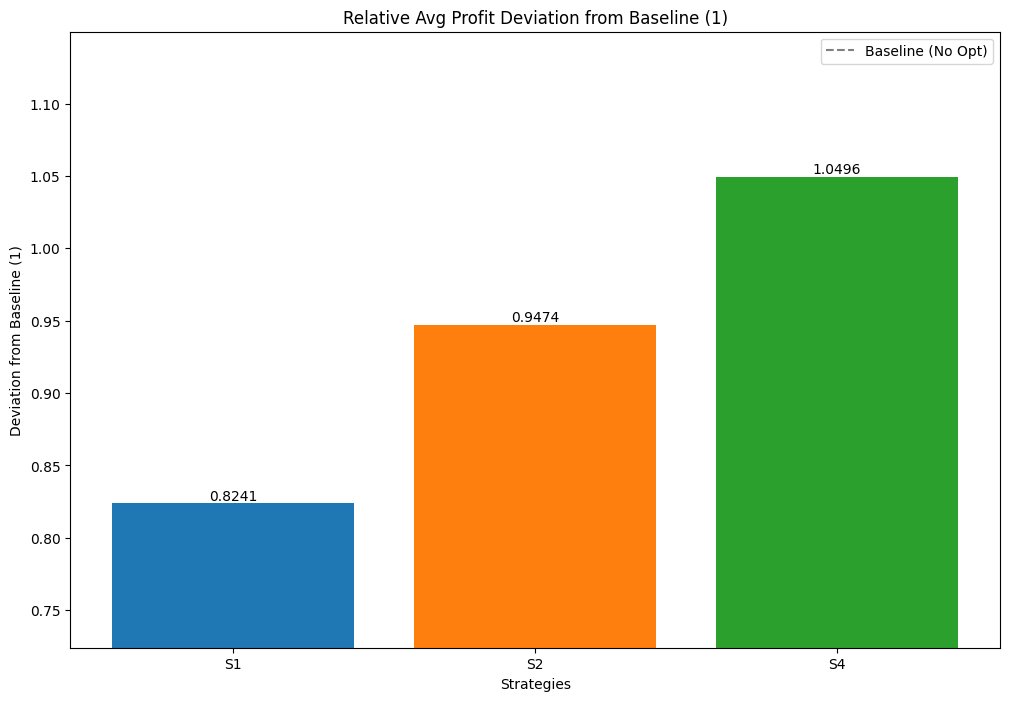 Relative Avg Profit Deviation from Baseline (1)
Baseline (No Opt)
Deviation from Baseline (1)
1.10
1.05
1.00
0.95
0.90
0.85
0.80
0.75
0.8241
0.9474
1.0496
S1
S2
S4
Strategies